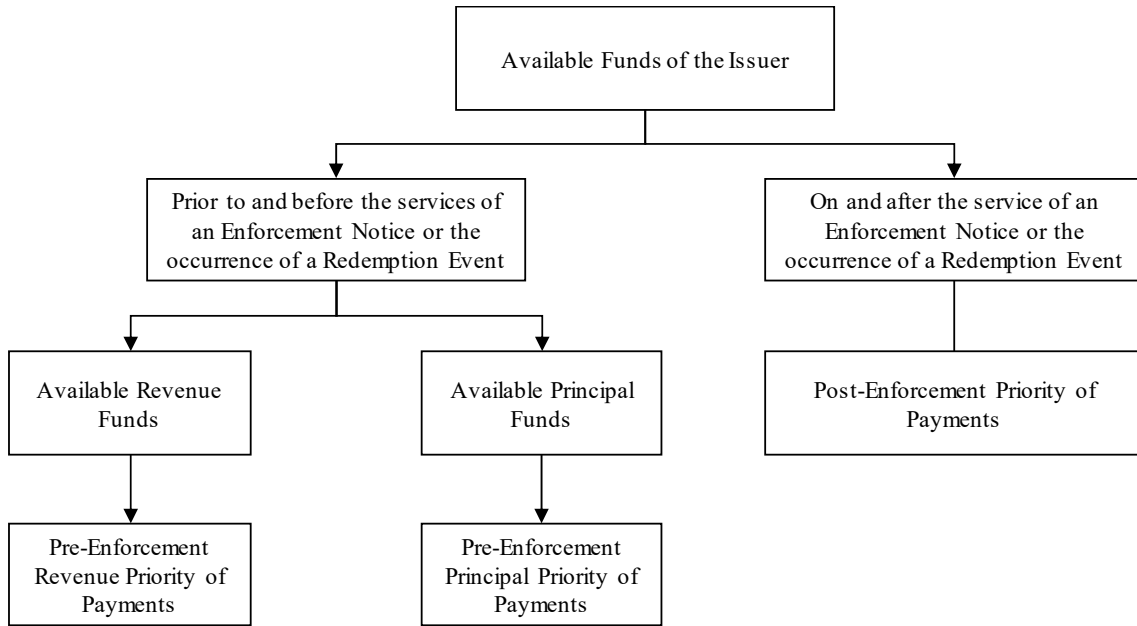 Available Funds of the Issuer
Prior to and before the services of
an Enforcement Notice or the
occurrence of a Redemption Event
On and after the service of an
Enforcement Notice or the
occurrence of a Redemption Event
Available Revenue
Funds
Available Principal
Funds
Post-Enforcement Priority of
Payments
Pre-Enforcement
Revenue Priority of
Payments
Pre-Enforcement
Principal Priority of
Payments